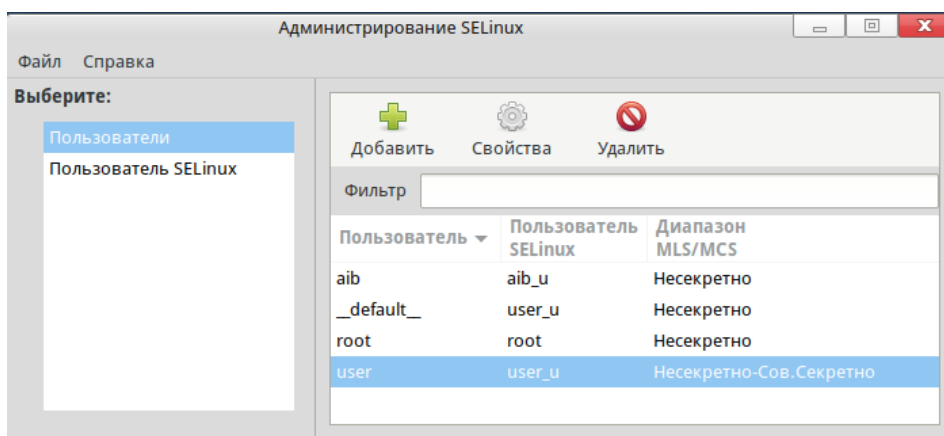 Администрирование SELinux
Файл Справка
Выберите:
Пользователи
Пользователь SELinux
Добавить Свойства Удалить
Фильтр
Пользователь Пользователь SELinux Диапазон MLS/MCS
aib aib_u Несекретно
__default__ user_u Несекретно
root root Несекретно
user user_u Несекретно-Сов.Секретно